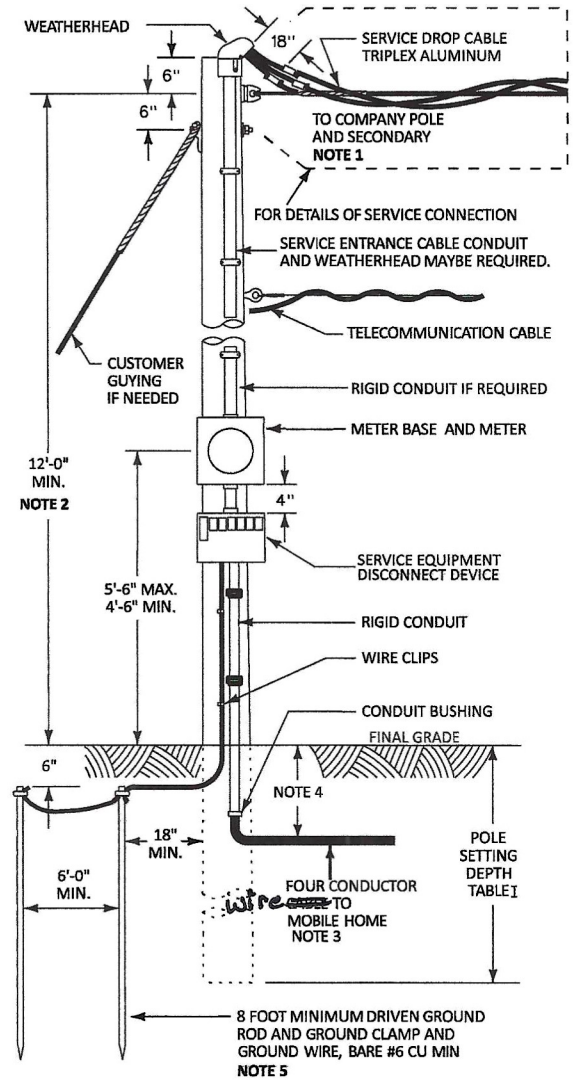 WEATHERHEAD
18"
SERVICE DROP CABLE
TRIPLEX ALUMINUM
6"
6"
TO COMPANY POLE
AND SECONDARY
NOTE 1
FOR DETAILS OF SERVICE CONNECTION
SERVICE ENTRANCE CABLE CONDUIT
AND WEATHERHEAD MAYBE REQUIRED.
TELECOMMUNICATION CABLE
CUSTOMER
GUYING
IF NEEDED
RIGID CONDUIT IF REQUIRED
METER BASE AND METER
12'-0"
MIN.
NOTE 2
4"
SERVICE EQUIPMENT
DISCONNECT DEVICE
5'-6" MAX.
4'-6" MIN.
RIGID CONDUIT
WIRE CLIPS
CONDUIT BUSHING
FINAL GRADE
6"
NOTE 4
18"
MIN.
POLE
SETTING
DEPTH
TABLE I
6'-0"
MIN.
FOUR CONDUCTOR
wire CABLE TO
MOBILE HOME
NOTE 3
8 FOOT MINIMUM DRIVEN GROUND
ROD AND GROUND CLAMP AND
GROUND WIRE, BARE #6 CU MIN
NOTE 5